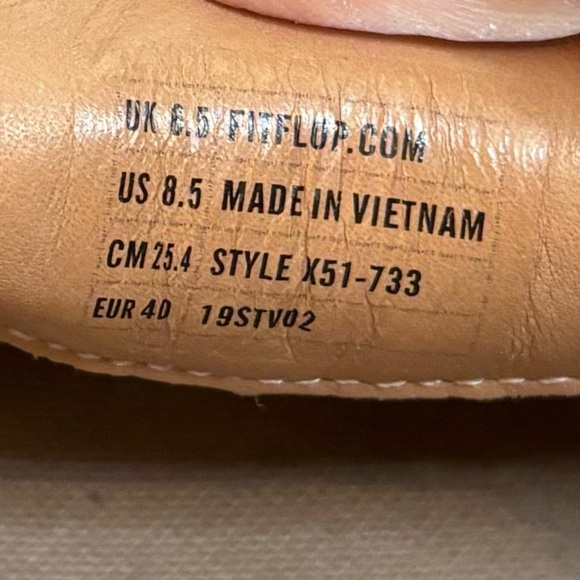 UK 6.5 FITFLOP.COM
US 8.5 MADE IN VIETNAM
CM 25.4 STYLE X51-733
EUR 40 19STV02